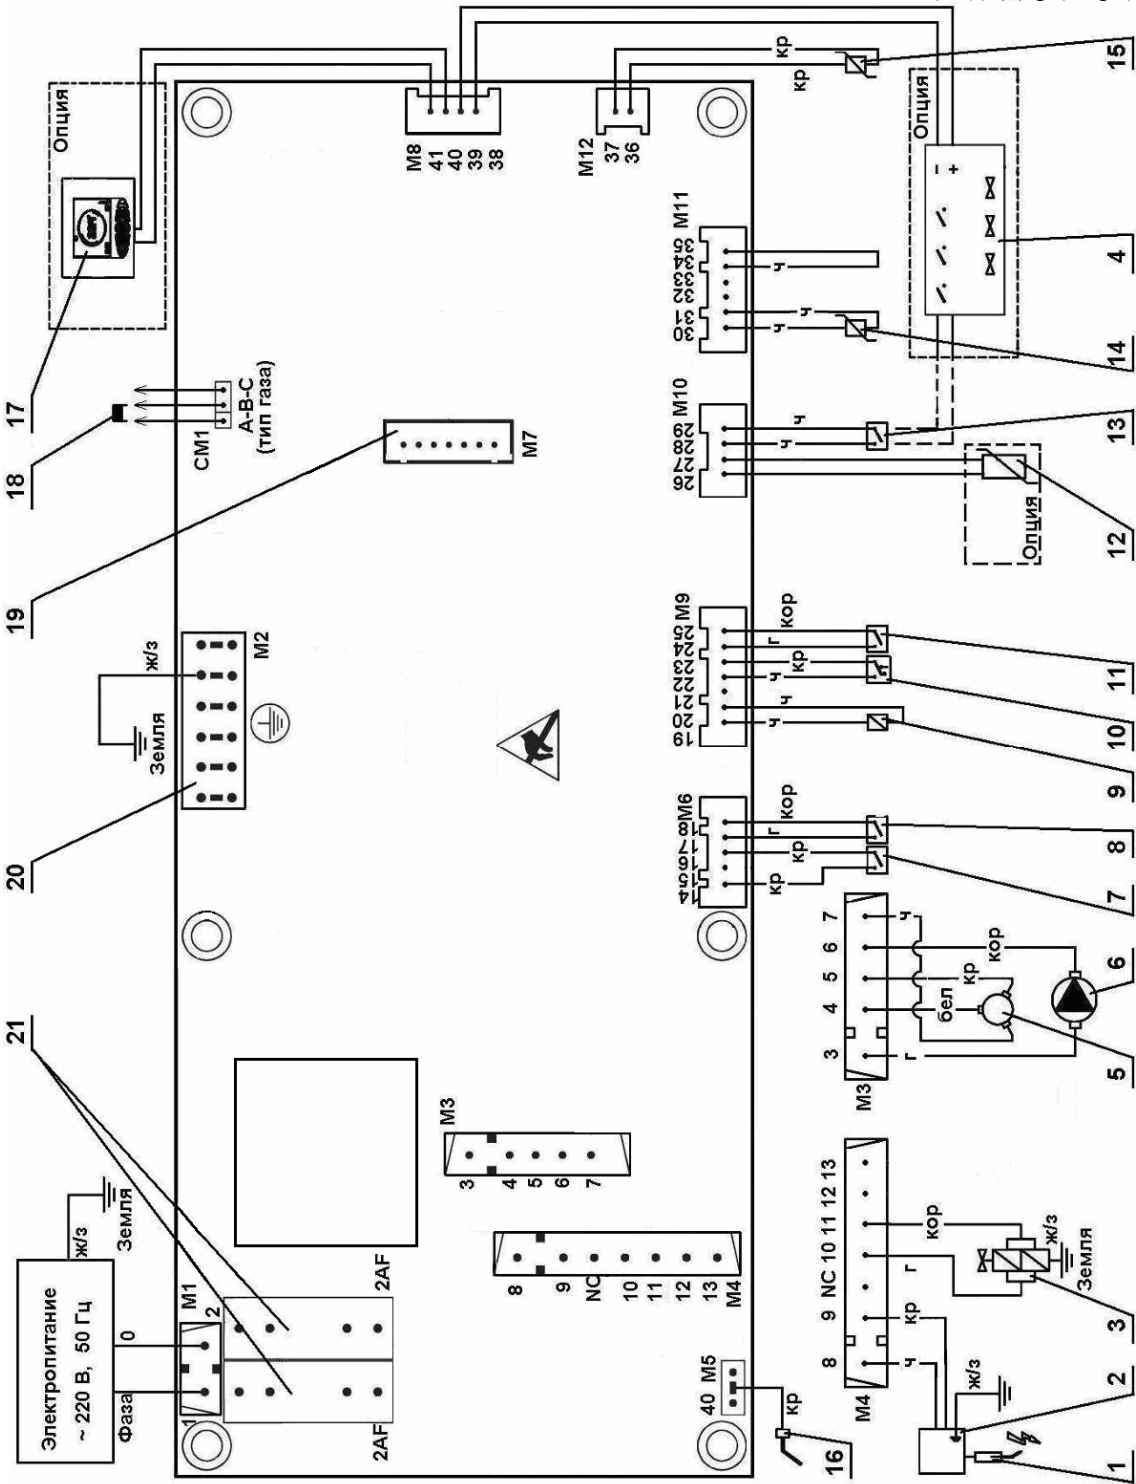 17
18
19
20
21
Опция
Электропитание
~ 220 В, 50 Гц
Фаза
0
ж/з
Земля
M1
1
2
2AF
2AF
ж/з
Земля
M2
CM1
A-B-C
(тип газа)
M7
M8
41
40
39
38
M12
37
36
M3
3
4
5
6
7
8
9
NC
10
11
12
13
M4
40 M5
кр
16
M6
14
15
16
17
18
кр
кр
г
кор
M9
19
20
21
22
23
24
25
ч
ч
ч
кр
г
кор
M10
26
27
28
29
ч
ч
Опция
M11
30
31
32
33
34
35
ч
ч
ч
кр
кр
Опция
- +
M4
8
9
NC
10
11
12
13
ч
кр
ж/з
г
кор
ж/з
Земля
M3
3
4
5
6
7
г
бел
кр
кор
ч
1
2
3
5
6
7
8
9
10
11
12
13
14
4
15